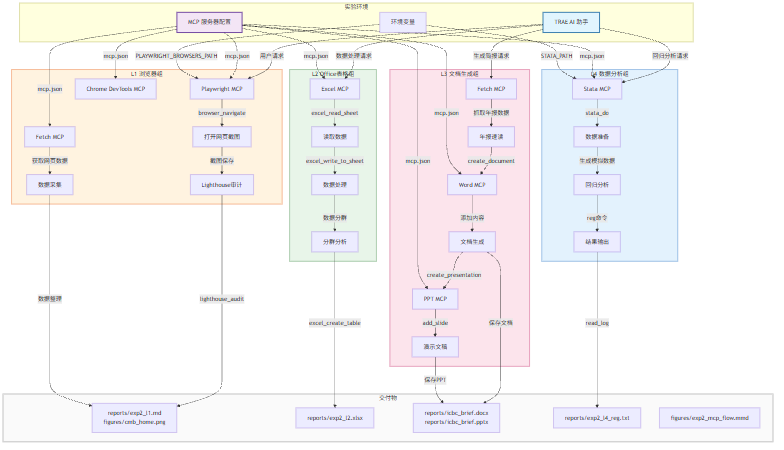 实验环境
MCP 服务器配置
环境变量
TRAE AI 助手
mcp.json
PLAYWRIGHT_BROWSERS_PATH
mcp.json
用户请求
mcp.json
数据处理请求
生成简报请求
STATA_PATH
mcp.json
回归分析请求
L1 浏览器组
L2 Office表格组
L3 文档生成组
L4 数据分析组
mcp.json
Chrome DevTools MCP
Playwright MCP
Excel MCP
mcp.json
Fetch MCP
Stata MCP
browser_navigate
excel_read_sheet
抓取年报数据
stata_do
Fetch MCP
打开网页截图
读取数据
mcp.json
年报速读
数据准备
获取网页数据
截图保存
excel_write_to_sheet
create_document
生成模拟数据
数据采集
Lighthouse审计
数据处理
Word MCP
回归分析
数据分群
添加内容
reg命令
分群分析
文档生成
结果输出
create_presentation
数据整理
lighthouse_audit
PPT MCP
excel_create_table
add_slide
保存文档
read_log
演示文稿
保存PPT
交付物
reports/exp2_l1.md
figures/cmb_home.png
reports/exp2_l2.xlsx
reports/icbc_brief.docx
reports/icbc_brief.pptx
reports/exp2_l4_reg.txt
figures/exp2_mcp_flow.mmd